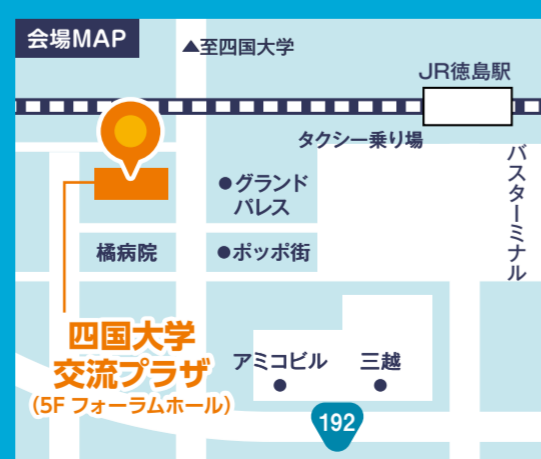 会場MAP
▲至四国大学
JR徳島駅
タクシー乗り場
バスターミナル
●グランド
パレス
橘病院
●ポッポ街
四国大学
交流プラザ
(5F フォーラムホール)
アミコビル
三越
192